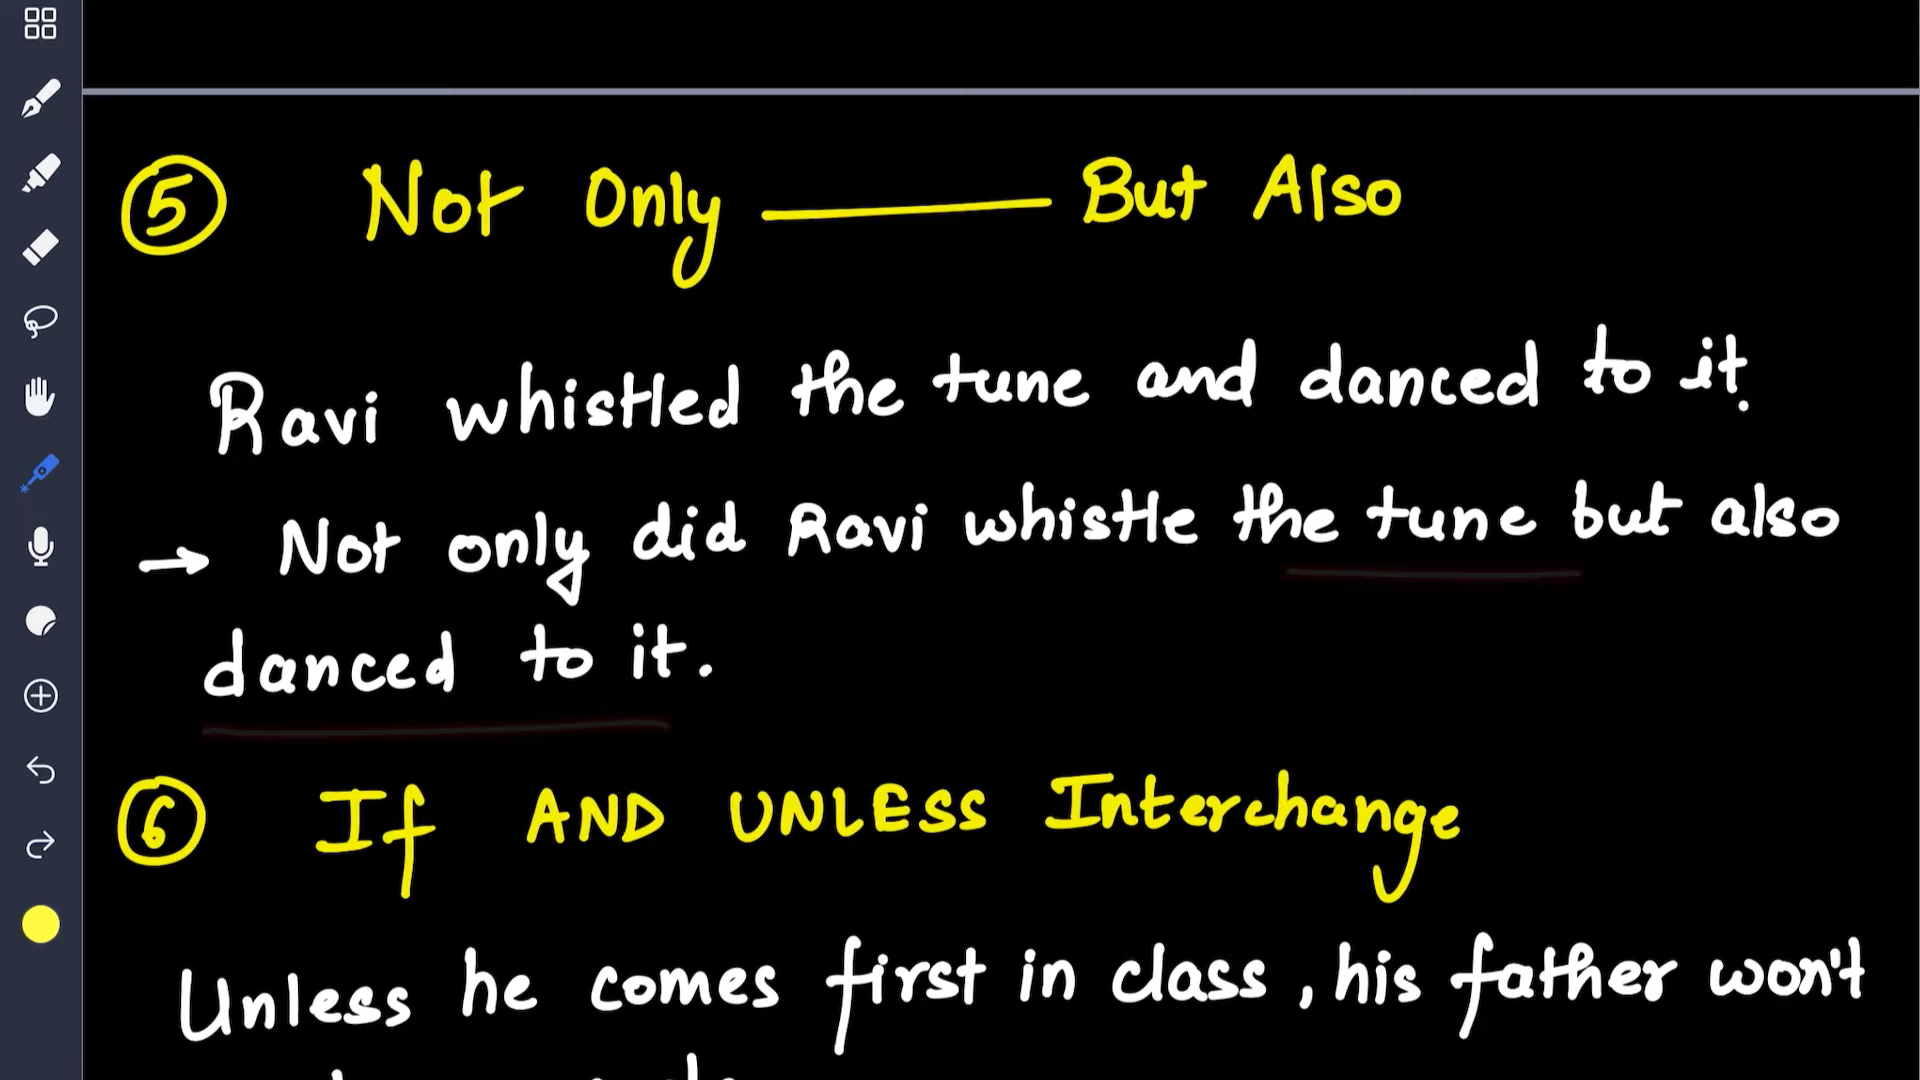 5 Not Only ——— But Also
Ravi whistled the tune and danced to it.
→ Not only did Ravi whistle the tune but also
danced to it.
6 If AND UNLESS Interchange
Unless he comes first in class, his father won't